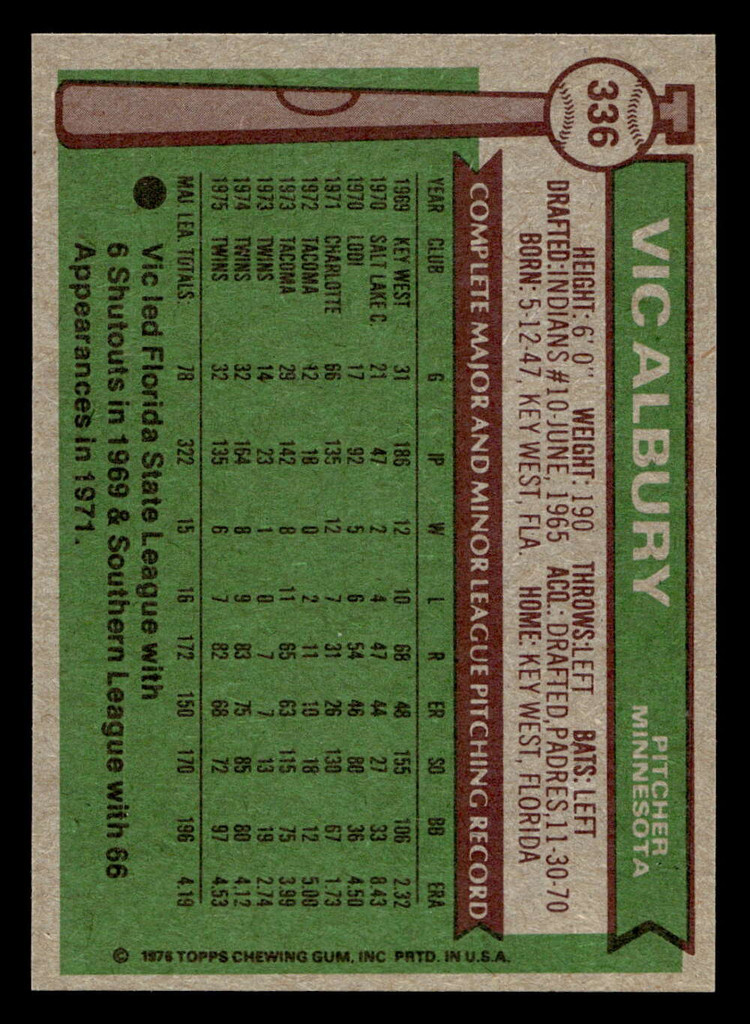 336
VIC ALBURY
PITCHER
MINNESOTA
HEIGHT: 6' 0" WEIGHT: 190 THROWS: LEFT BATS: LEFT
DRAFTED: INDIANS #10-JUNE, 1965 ACQ.: DRAFTED, PADRES, 11-30-70
BORN: 5-12-47, KEY WEST, FLA. HOME: KEY WEST, FLORIDA
COMPLETE MAJOR AND MINOR LEAGUE PITCHING RECORD
YEAR CLUB G IP W L R ER SO BB ERA
1969 KEY WEST 31 186 12 10 68 48 155 106 2.32
1970 SALT LAKE C. 21 47 2 4 47 44 27 33 8.43
1970 LODI 17 92 5 6 54 46 80 36 4.50
1971 CHARLOTTE 66 135 12 7 31 26 130 67 1.73
1972 TACOMA 12 18 0 2 11 10 18 12 5.00
1973 TACOMA 29 142 8 11 65 63 115 75 3.99
1973 TWINS 14 23 1 0 7 7 13 19 2.74
1974 TWINS 32 164 8 9 83 75 85 80 4.12
1975 TWINS 32 135 6 7 82 68 72 97 4.53
MAJ. LEA. TOTALS: 78 322 15 16 172 150 170 196 4.19
Vic led Florida State League with
6 Shutouts in 1969 & Southern League with 66
Appearances in 1971.
© 1976 TOPPS CHEWING GUM, INC PRTD. IN U.S.A.